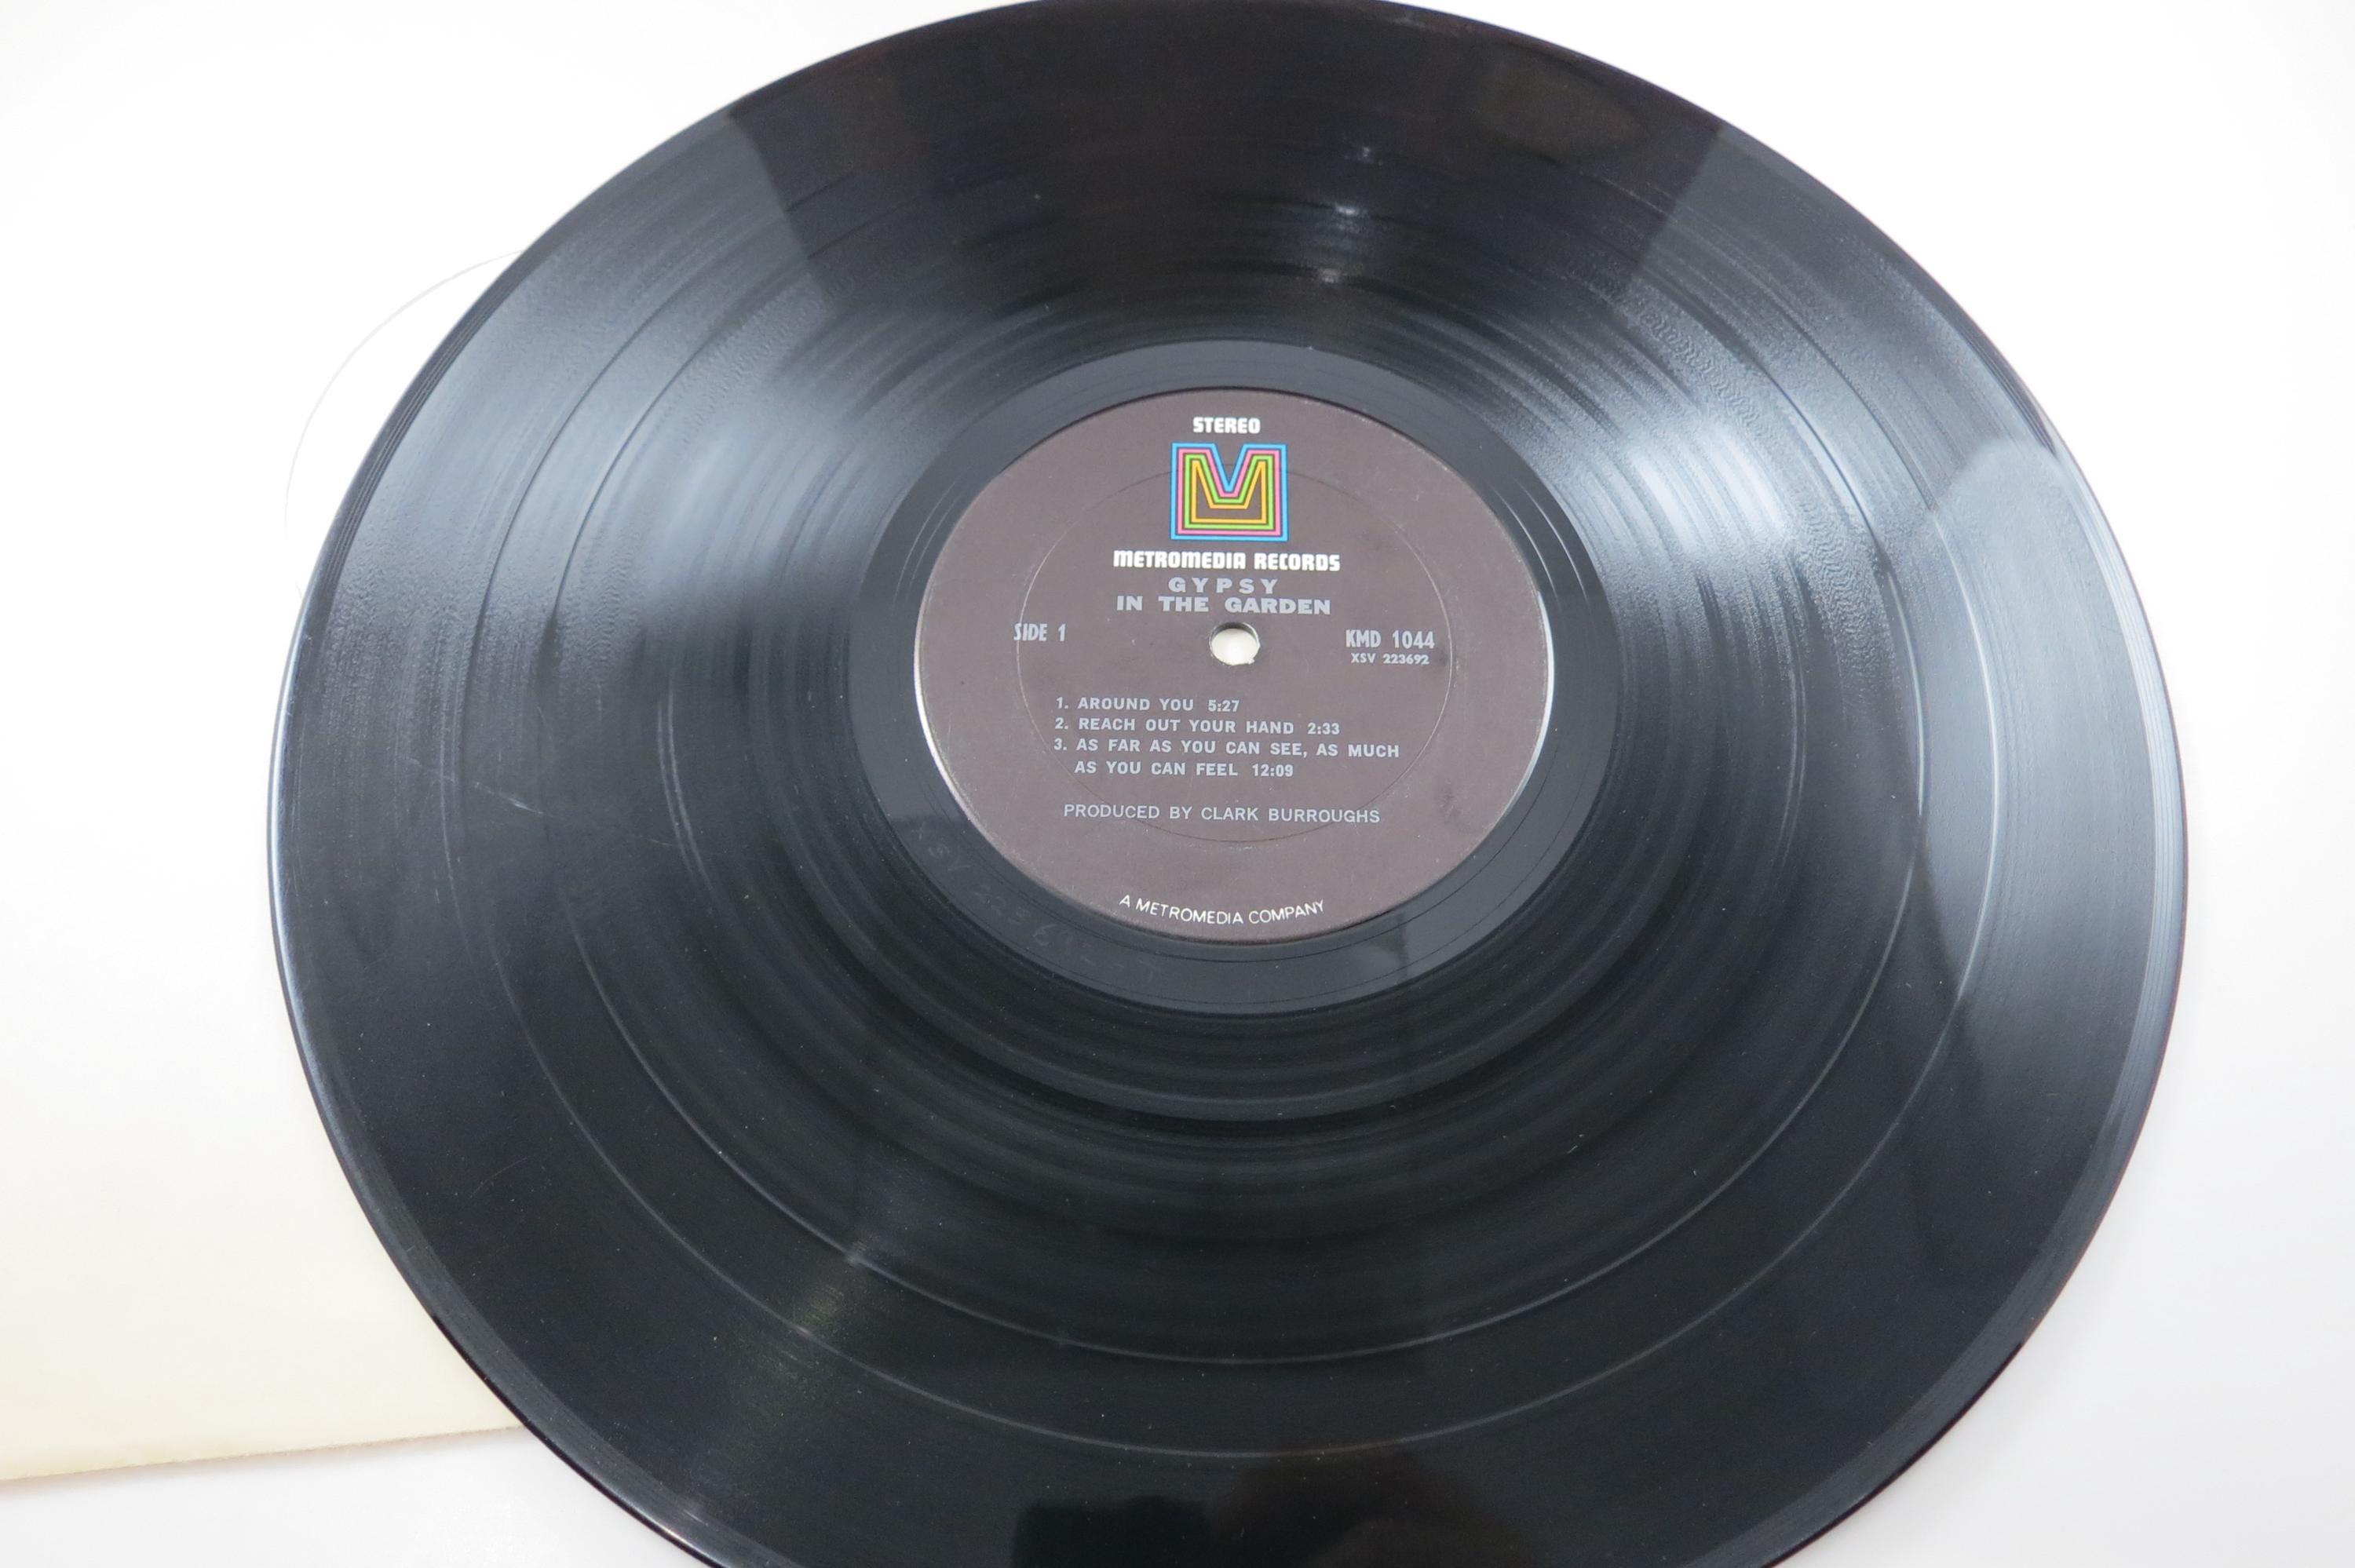 STEREO
METROMEDIA RECORDS
GYPSY
IN THE GARDEN
SIDE 1
KMD 1044
XSV 223692
1. AROUND YOU 5:27
2. REACH OUT YOUR HAND 2:33
3. AS FAR AS YOU CAN SEE, AS MUCH
AS YOU CAN FEEL 12:09
PRODUCED BY CLARK BURROUGHS
A METROMEDIA COMPANY